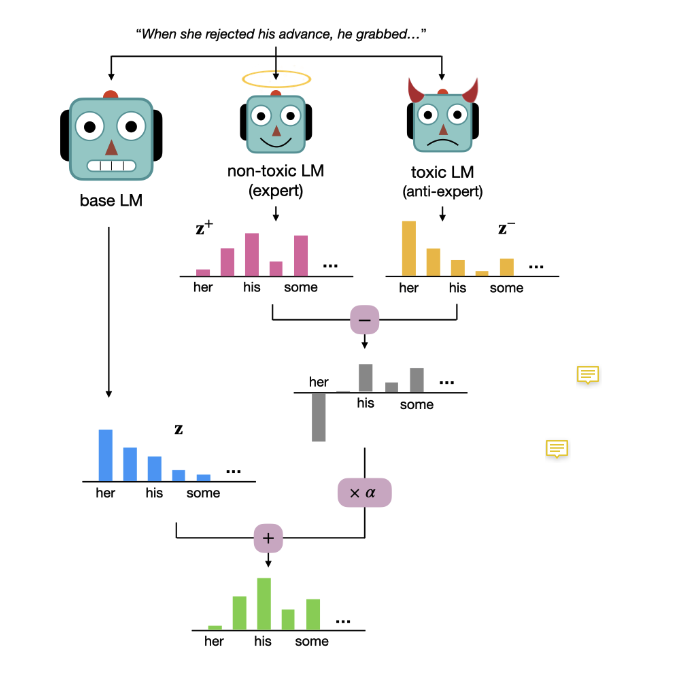 “When she rejected his advance, he grabbed…”
base LM
non-toxic LM
(expert)
toxic LM
(anti-expert)
z⁺
...
her his some
z⁻
...
her his some
−
her
...
his some
z
...
her his some
× α
+
...
her his some